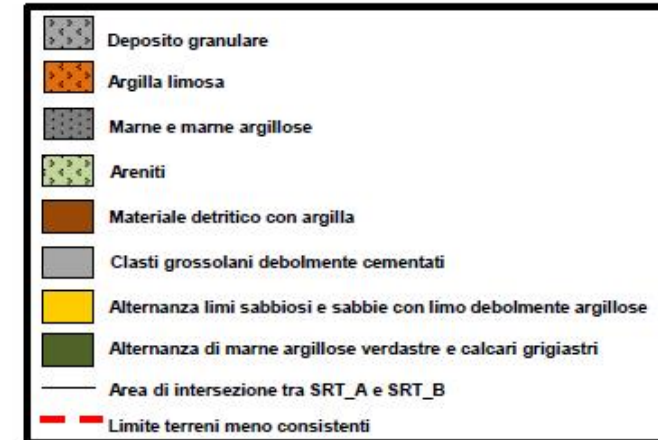 Deposito granulare
Argilla limosa
Marne e marne argillose
Areniti
Materiale detritico con argilla
Clasti grossolani debolmente cementati
Alternanza limi sabbiosi e sabbie con limo debolmente argillose
Alternanza di marne argillose verdastre e calcari grigiastri
Area di intersezione tra SRT_A e SRT_B
Limite terreni meno consistenti